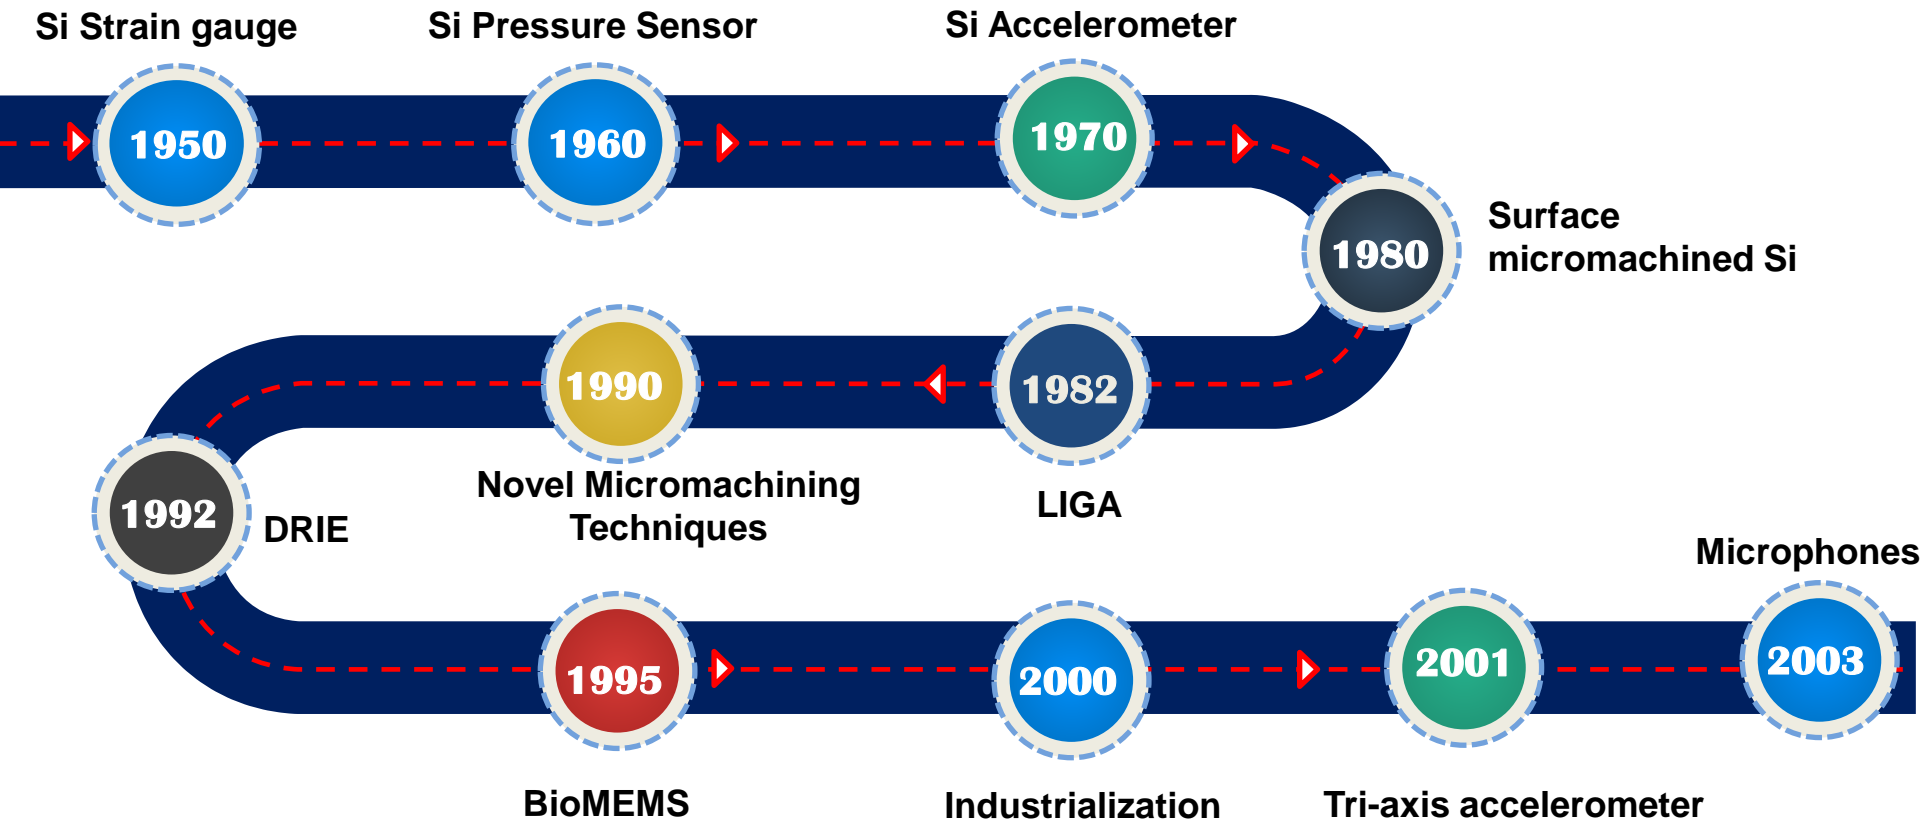 Si Strain gauge
Si Pressure Sensor
Si Accelerometer
1950
1960
1970
1980
Surface
micromachined Si
1982
LIGA
1990
Novel Micromachining
Techniques
1992
DRIE
1995
BioMEMS
2000
Industrialization
2001
Tri-axis accelerometer
Microphones
2003